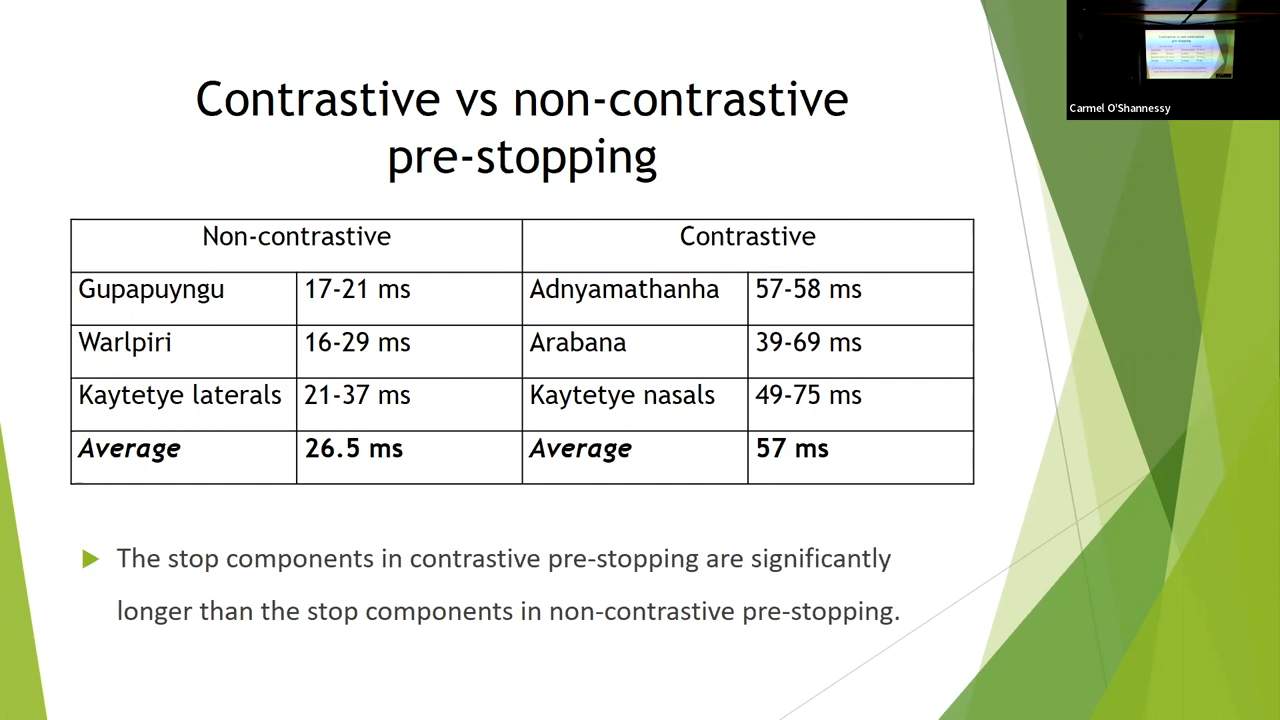 Contrastive vs non-contrastive
pre-stopping
Non-contrastive Contrastive
Gupapuyngu 17-21 ms Adnyamathanha 57-58 ms
Warlpiri 16-29 ms Arabana 39-69 ms
Kaytetye laterals 21-37 ms Kaytetye nasals 49-75 ms
Average 26.5 ms Average 57 ms
The stop components in contrastive pre-stopping are significantly
longer than the stop components in non-contrastive pre-stopping.
Carmel O'Shannessy